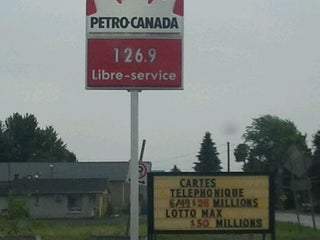 PETRO-CANADA
126.9
Libre-service
CARTES
TELEPHONIQUE
6/49 $26 MILLIONS
LOTTO MAX
$50 MILLIONS